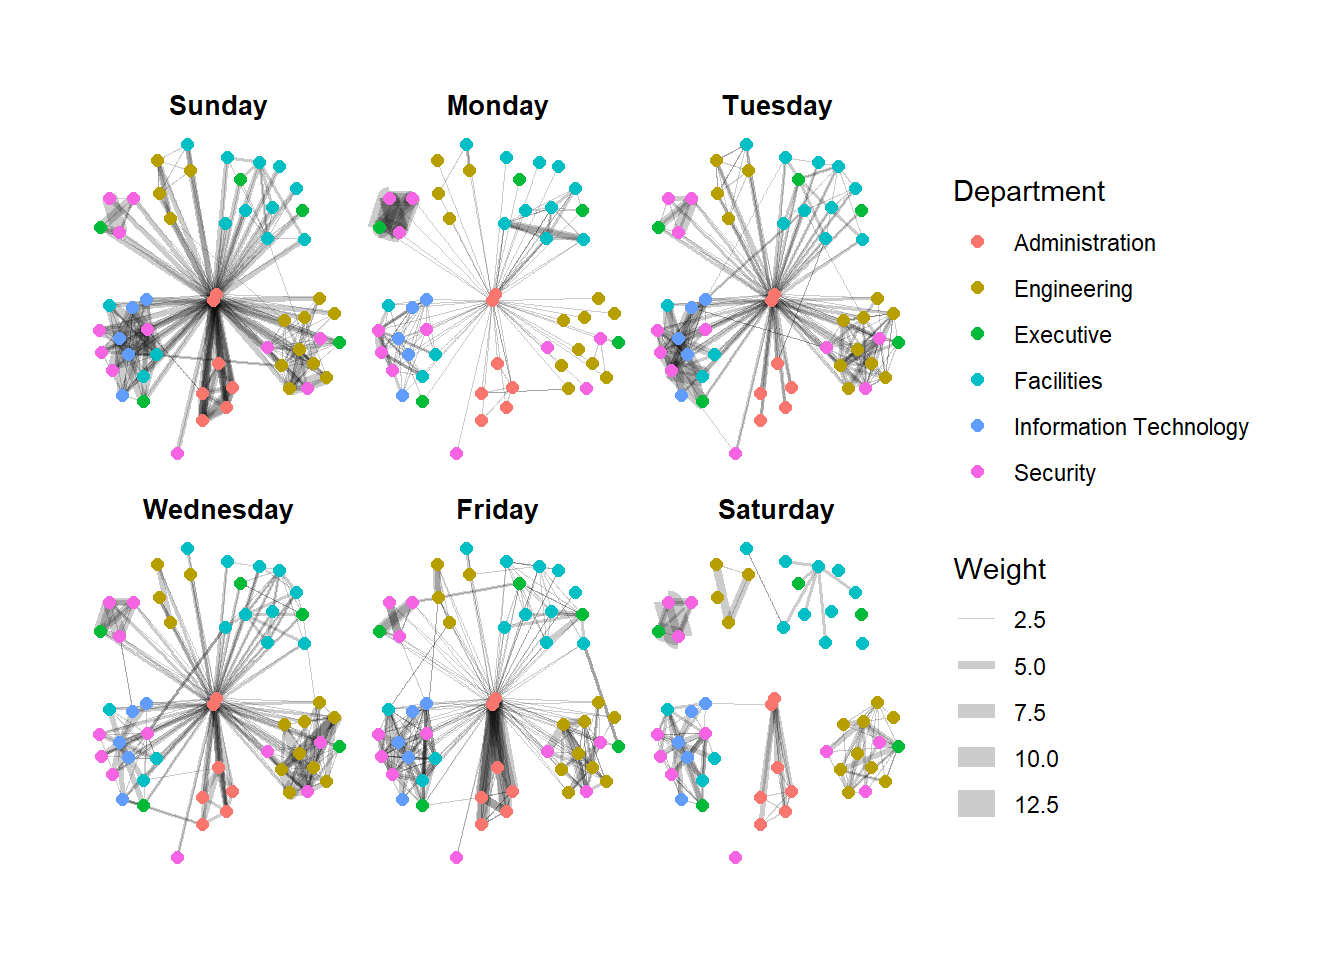 Sunday
Monday
Tuesday
Wednesday
Friday
Saturday
Department
Administration
Engineering
Executive
Facilities
Information Technology
Security
Weight
2.5
5.0
7.5
10.0
12.5